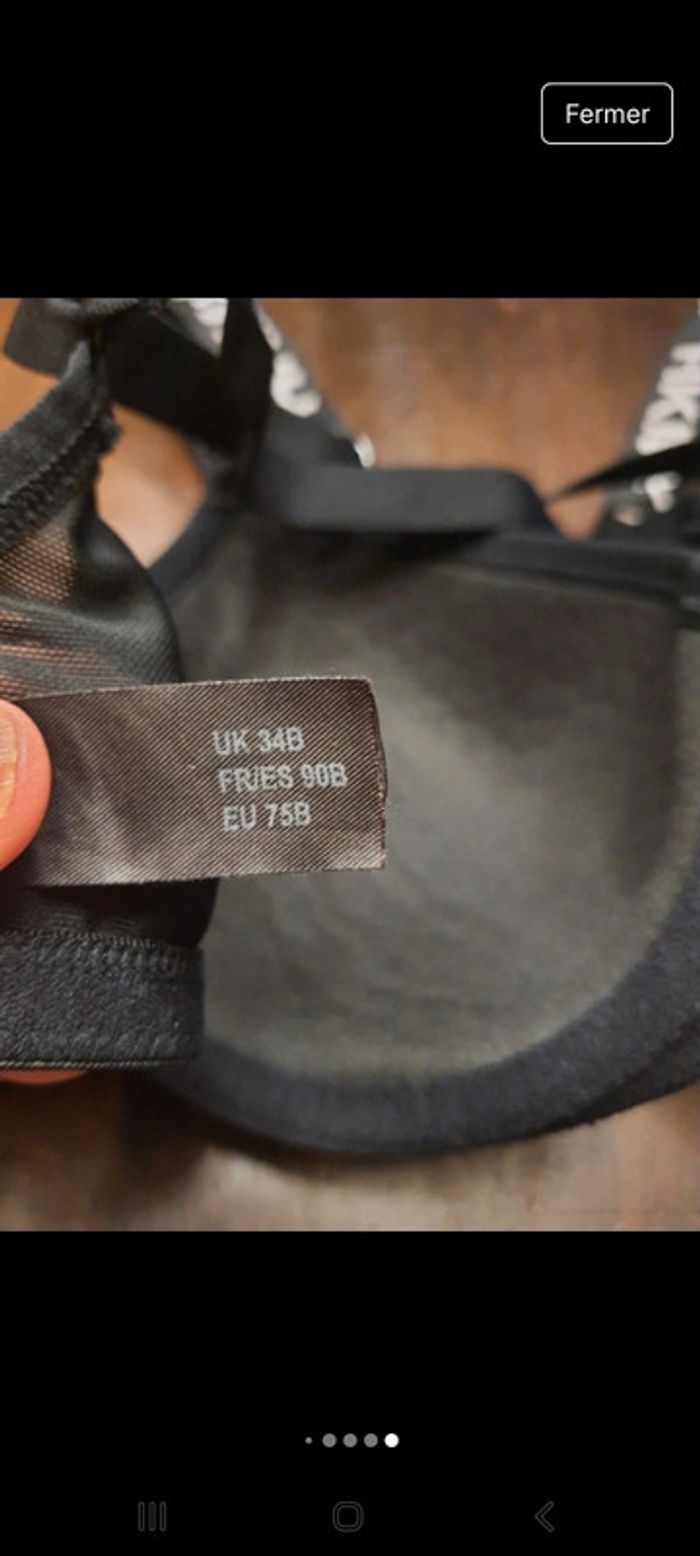 Fermer
UK 34B
FR/ES 90B
EU 75B